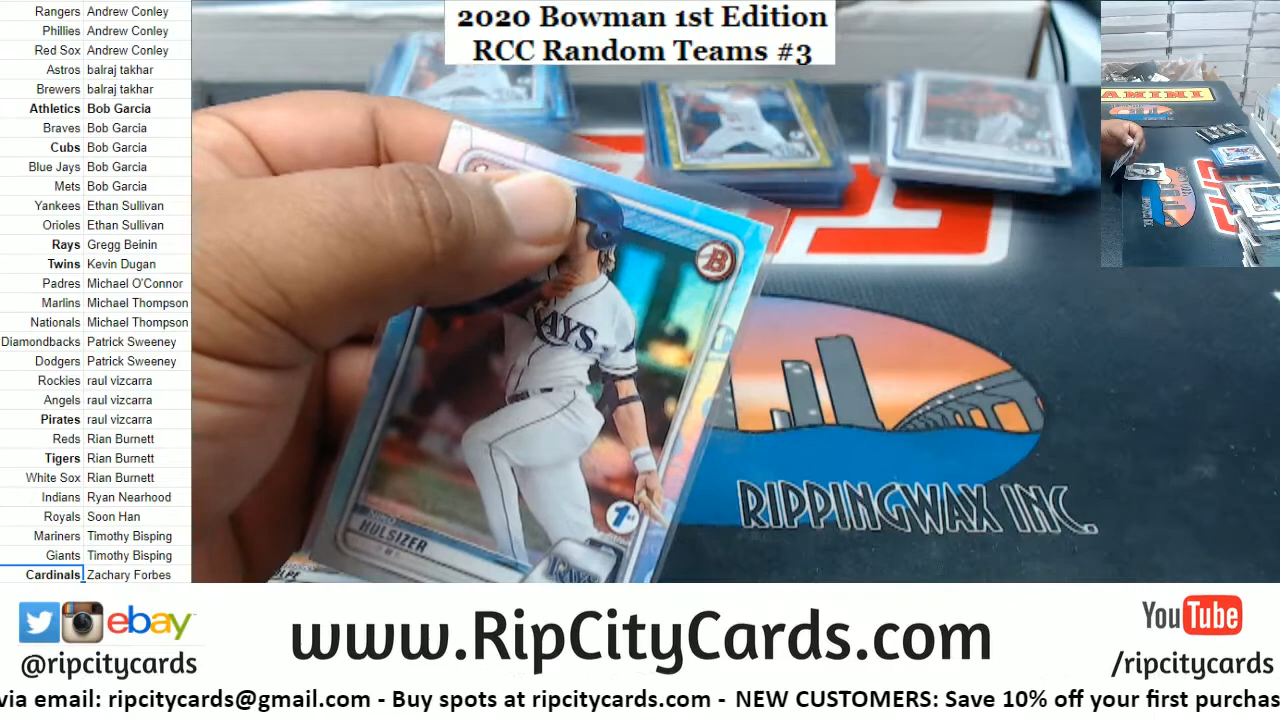 Rangers Andrew Conley
Phillies Andrew Conley
Red Sox Andrew Conley
Astros balraj takhar
Brewers balraj takhar
Athletics Bob Garcia
Braves Bob Garcia
Cubs Bob Garcia
Blue Jays Bob Garcia
Mets Bob Garcia
Yankees Ethan Sullivan
Orioles Ethan Sullivan
Rays Gregg Beinin
Twins Kevin Dugan
Padres Michael O'Connor
Marlins Michael Thompson
Nationals Michael Thompson
Diamondbacks Patrick Sweeney
Dodgers Patrick Sweeney
Rockies raul vizcarra
Angels raul vizcarra
Pirates raul vizcarra
Reds Rian Burnett
Tigers Rian Burnett
White Sox Rian Burnett
Indians Ryan Nearhood
Royals Soon Han
Mariners Timothy Bisping
Giants Timothy Bisping
Cardinals Zachary Forbes
2020 Bowman 1st Edition
RCC Random Teams #3
B
RAYS
1st
HULSIZER
RAYS
RIPPINGWAX INC.
PANINI
ebay
@ripcitycards
www.RipCityCards.com
YouTube
/ripcitycards
via email: ripcitycards@gmail.com - Buy spots at ripcitycards.com - NEW CUSTOMERS: Save 10% off your first purchas